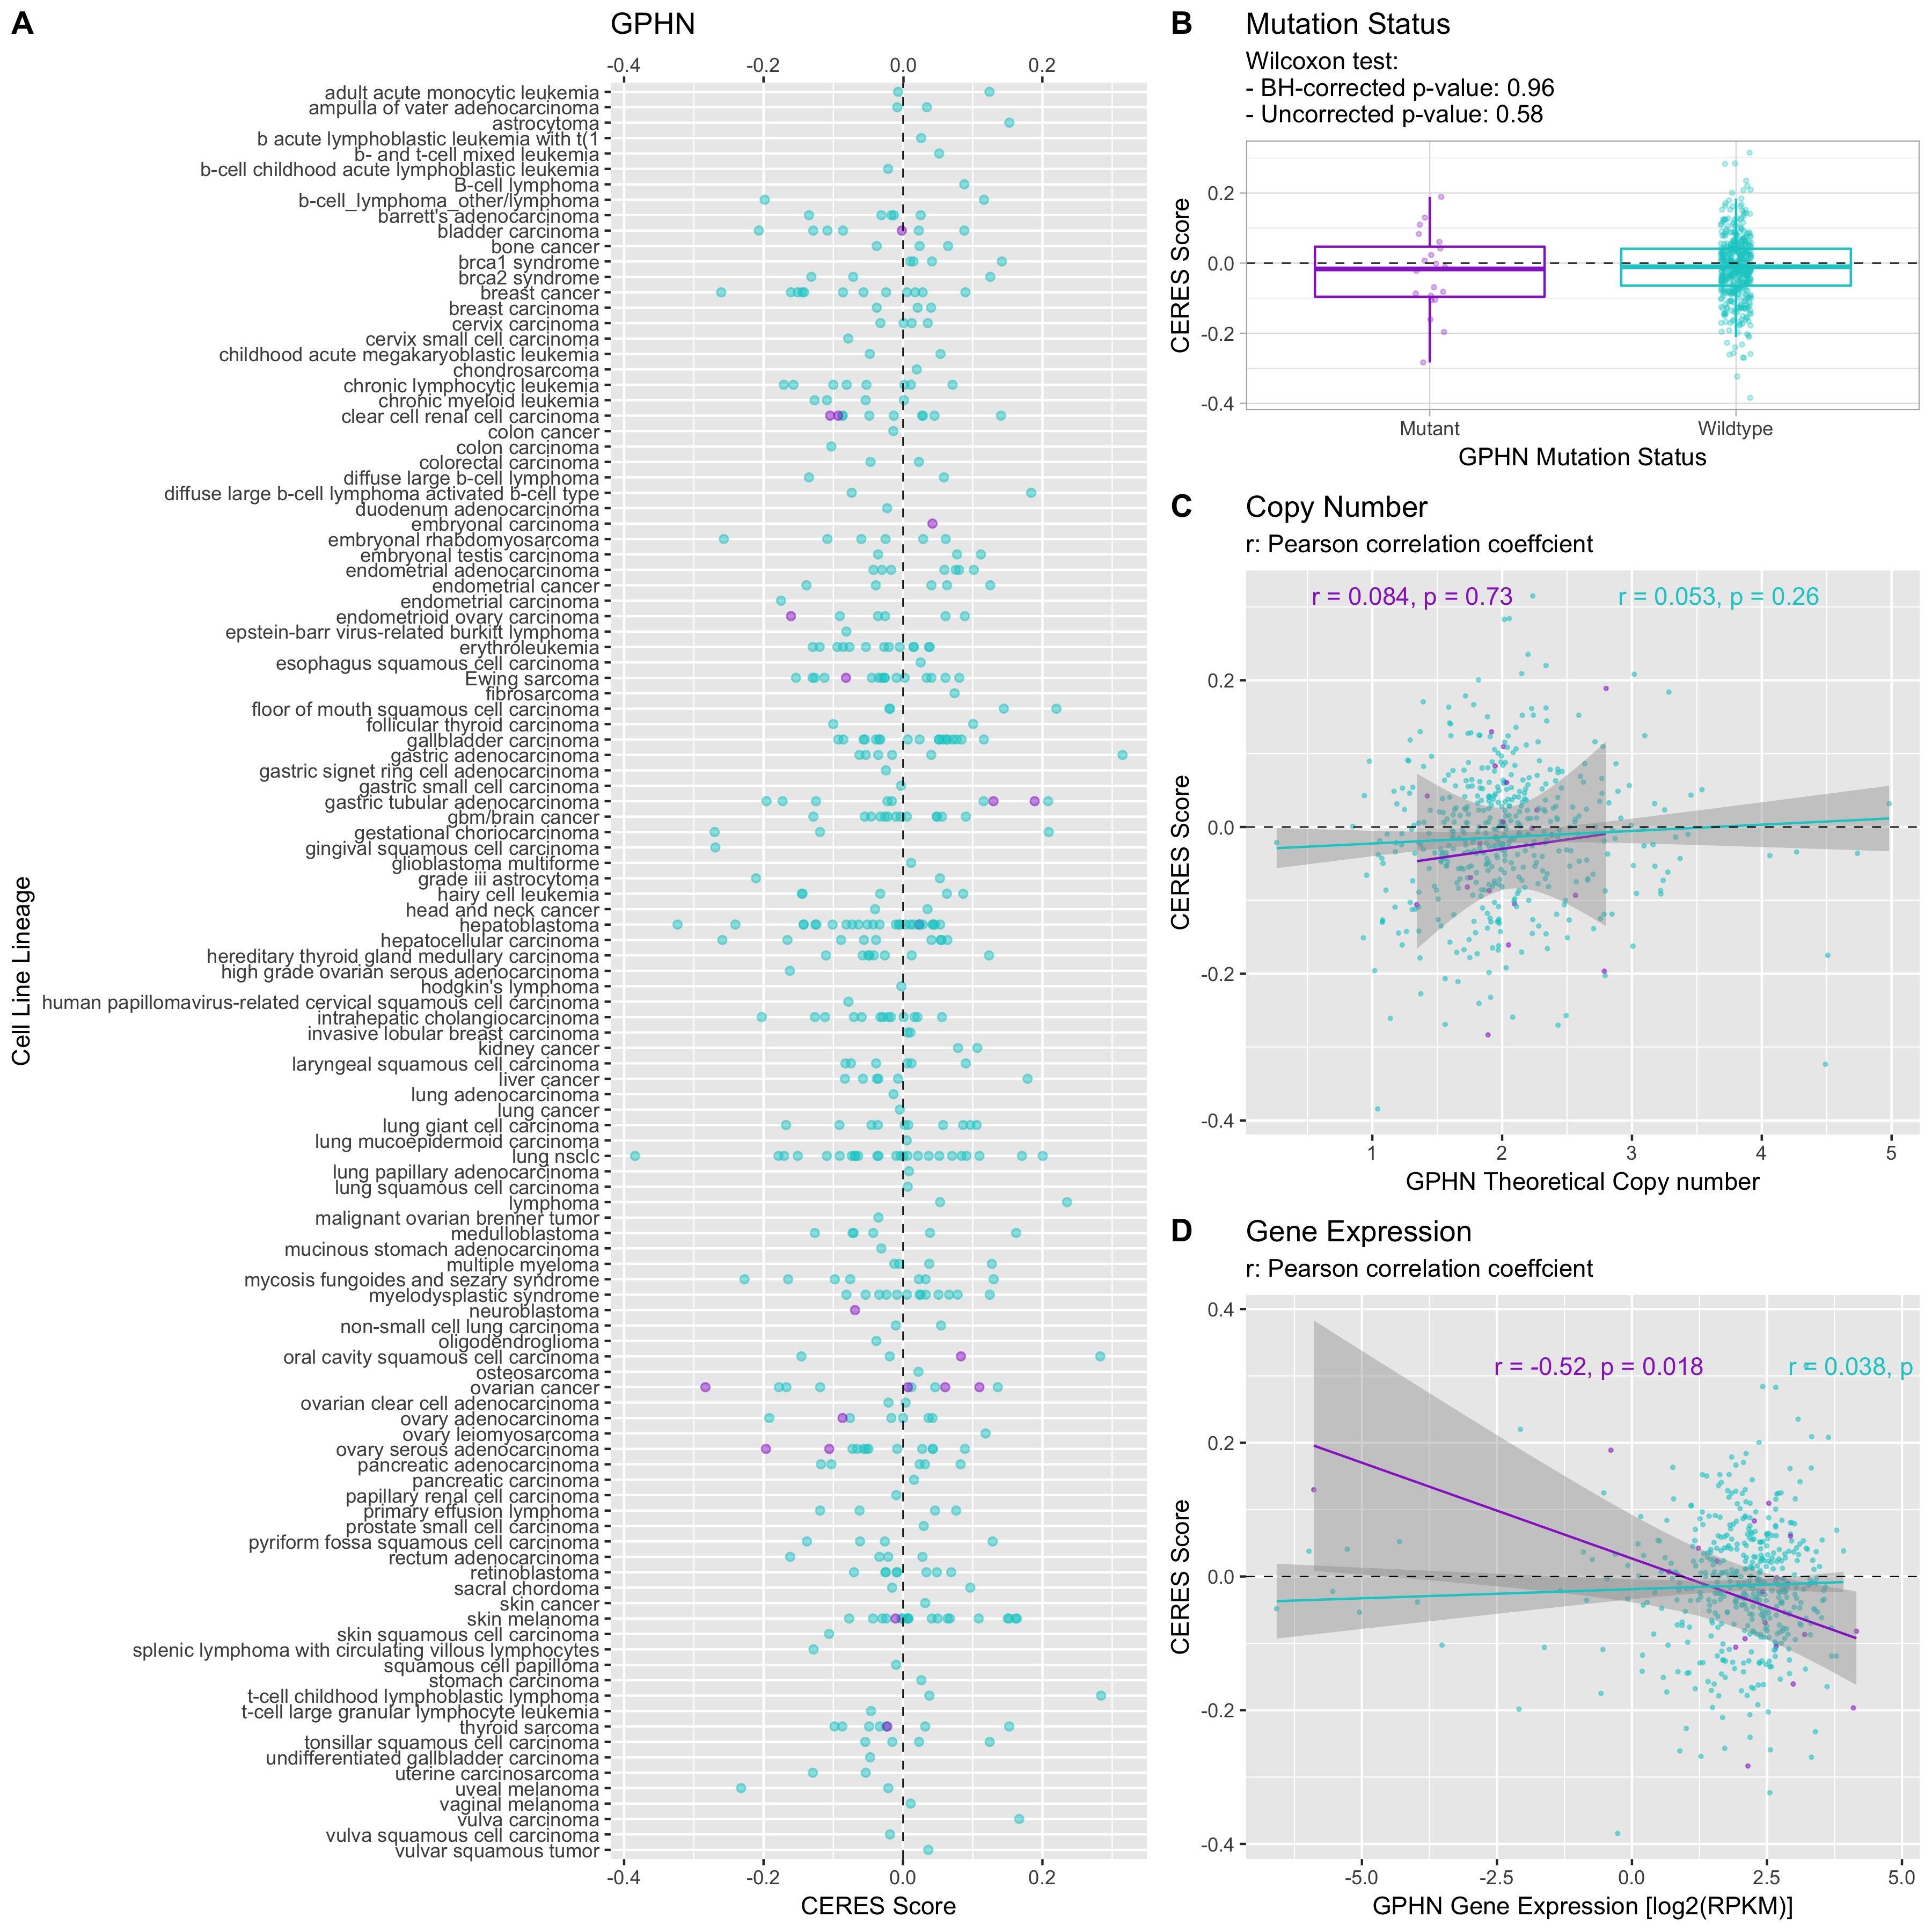 A
GPHN
-0.4 -0.2 0.0 0.2
adult acute monocytic leukemia
ampulla of vater adenocarcinoma
astrocytoma
b acute lymphoblastic leukemia with t(1
b- and t-cell mixed leukemia
b-cell childhood acute lymphoblastic leukemia
B-cell lymphoma
b-cell_lymphoma_other/lymphoma
barrett's adenocarcinoma
bladder carcinoma
bone cancer
brca1 syndrome
brca2 syndrome
breast cancer
breast carcinoma
cervix carcinoma
cervix small cell carcinoma
childhood acute megakaryoblastic leukemia
chondrosarcoma
chronic lymphocytic leukemia
chronic myeloid leukemia
clear cell renal cell carcinoma
colon cancer
colon carcinoma
colorectal carcinoma
diffuse large b-cell lymphoma
diffuse large b-cell lymphoma activated b-cell type
duodenum adenocarcinoma
embryonal carcinoma
embryonal rhabdomyosarcoma
embryonal testis carcinoma
endometrial adenocarcinoma
endometrial cancer
endometrial carcinoma
endometrioid ovary carcinoma
epstein-barr virus-related burkitt lymphoma
erythroleukemia
esophagus squamous cell carcinoma
Ewing sarcoma
fibrosarcoma
floor of mouth squamous cell carcinoma
follicular thyroid carcinoma
gallbladder carcinoma
gastric adenocarcinoma
gastric signet ring cell adenocarcinoma
gastric small cell carcinoma
gastric tubular adenocarcinoma
gbm/brain cancer
gestational choriocarcinoma
gingival squamous cell carcinoma
glioblastoma multiforme
grade iii astrocytoma
hairy cell leukemia
head and neck cancer
hepatoblastoma
hepatocellular carcinoma
hereditary thyroid gland medullary carcinoma
high grade ovarian serous adenocarcinoma
hodgkin's lymphoma
human papillomavirus-related cervical squamous cell carcinoma
intrahepatic cholangiocarcinoma
invasive lobular breast carcinoma
kidney cancer
laryngeal squamous cell carcinoma
liver cancer
lung adenocarcinoma
lung cancer
lung giant cell carcinoma
lung mucoepidermoid carcinoma
lung nsclc
lung papillary adenocarcinoma
lung squamous cell carcinoma
lymphoma
malignant ovarian brenner tumor
medulloblastoma
mucinous stomach adenocarcinoma
multiple myeloma
mycosis fungoides and sezary syndrome
myelodysplastic syndrome
neuroblastoma
non-small cell lung carcinoma
oligodendroglioma
oral cavity squamous cell carcinoma
osteosarcoma
ovarian cancer
ovarian clear cell adenocarcinoma
ovary adenocarcinoma
ovary leiomyosarcoma
ovary serous adenocarcinoma
pancreatic adenocarcinoma
pancreatic carcinoma
papillary renal cell carcinoma
primary effusion lymphoma
prostate small cell carcinoma
pyriform fossa squamous cell carcinoma
rectum adenocarcinoma
retinoblastoma
sacral chordoma
skin cancer
skin melanoma
skin squamous cell carcinoma
splenic lymphoma with circulating villous lymphocytes
squamous cell papilloma
stomach carcinoma
t-cell childhood lymphoblastic lymphoma
t-cell large granular lymphocyte leukemia
thyroid sarcoma
tonsillar squamous cell carcinoma
undifferentiated gallbladder carcinoma
uterine carcinosarcoma
uveal melanoma
vaginal melanoma
vulva carcinoma
vulva squamous cell carcinoma
vulvar squamous tumor
-0.4 -0.2 0.0 0.2
CERES Score
Cell Line Lineage
B
Mutation Status
Wilcoxon test:
- BH-corrected p-value: 0.96
- Uncorrected p-value: 0.58
0.2
0.0
-0.2
-0.4
CERES Score
Mutant Wildtype
GPHN Mutation Status
C
Copy Number
r: Pearson correlation coeffcient
r = 0.084, p = 0.73 r = 0.053, p = 0.26
0.2
0.0
-0.2
-0.4
CERES Score
1 2 3 4 5
GPHN Theoretical Copy number
D
Gene Expression
r: Pearson correlation coeffcient
r = -0.52, p = 0.018 r = 0.038, p
0.4
0.2
0.0
-0.2
-0.4
CERES Score
-5.0 -2.5 0.0 2.5 5.0
GPHN Gene Expression [log2(RPKM)]